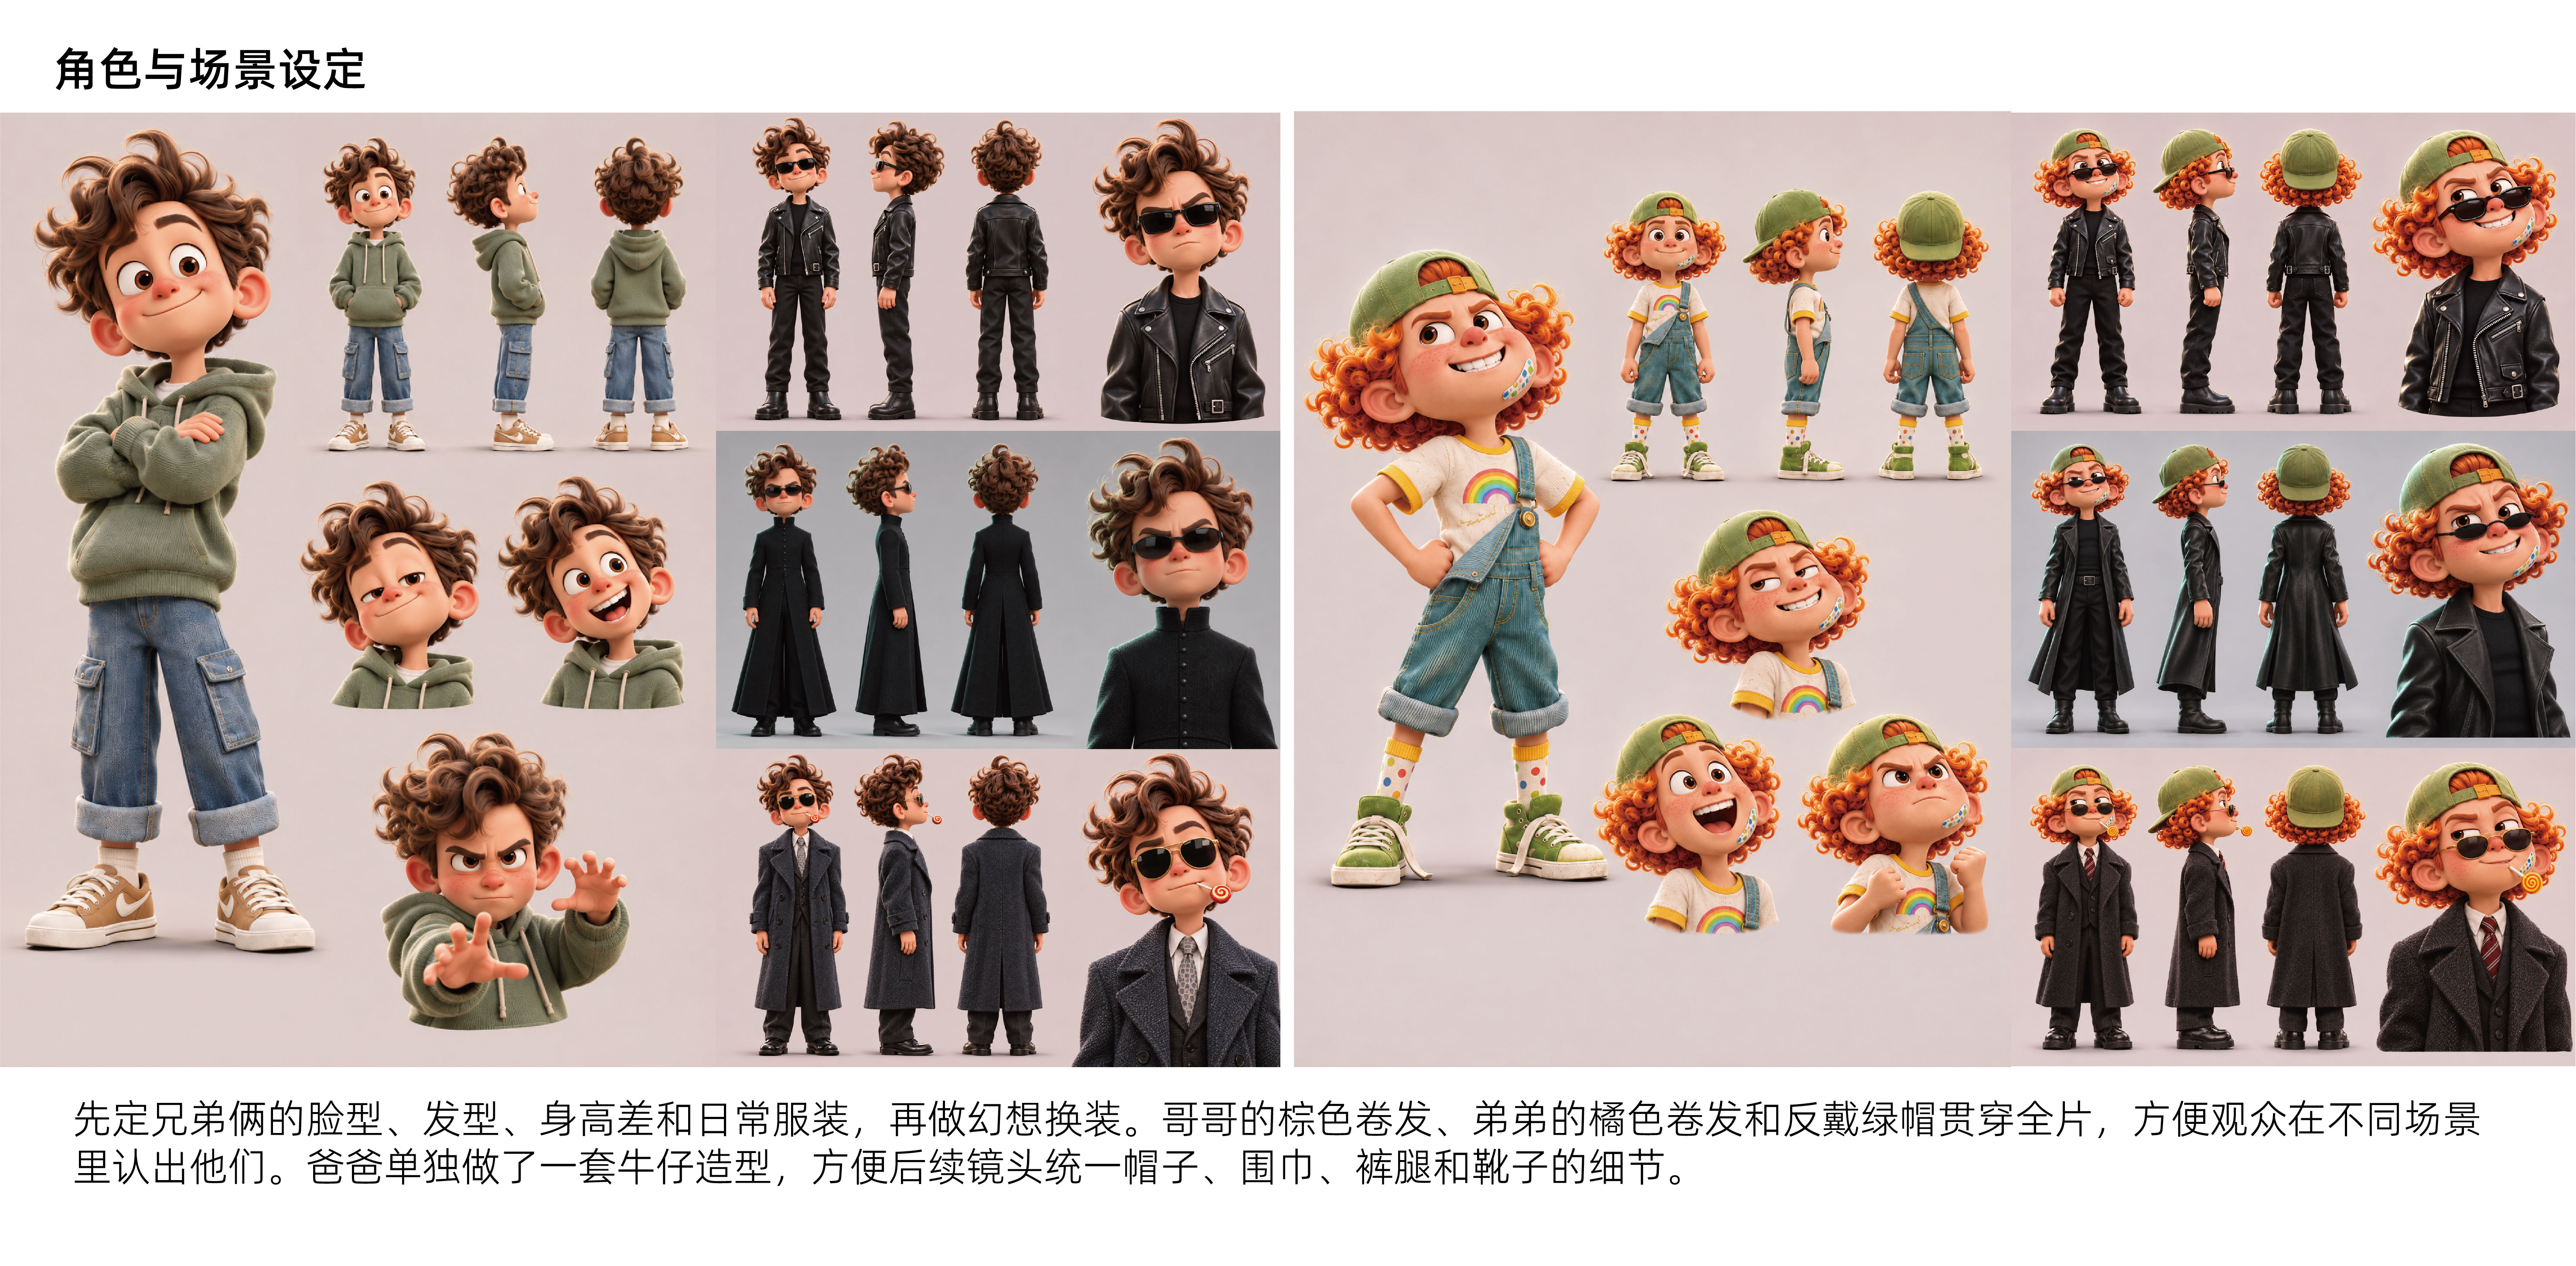 角色与场景设定
先定兄弟俩的脸型、发型、身高差和日常服装，再做幻想换装。哥哥的棕色卷发、弟弟的橘色卷发和反戴绿帽贯穿全片，方便观众在不同场景
里认出他们。爸爸单独做了一套牛仔造型，方便后续镜头统一帽子、围巾、裤腿和靴子的细节。